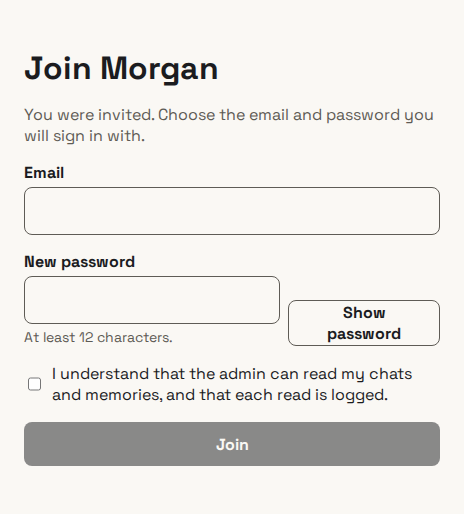 Join Morgan
You were invited. Choose the email and password you
will sign in with.
Email
New password
Show
password
At least 12 characters.
I understand that the admin can read my chats
and memories, and that each read is logged.
Join